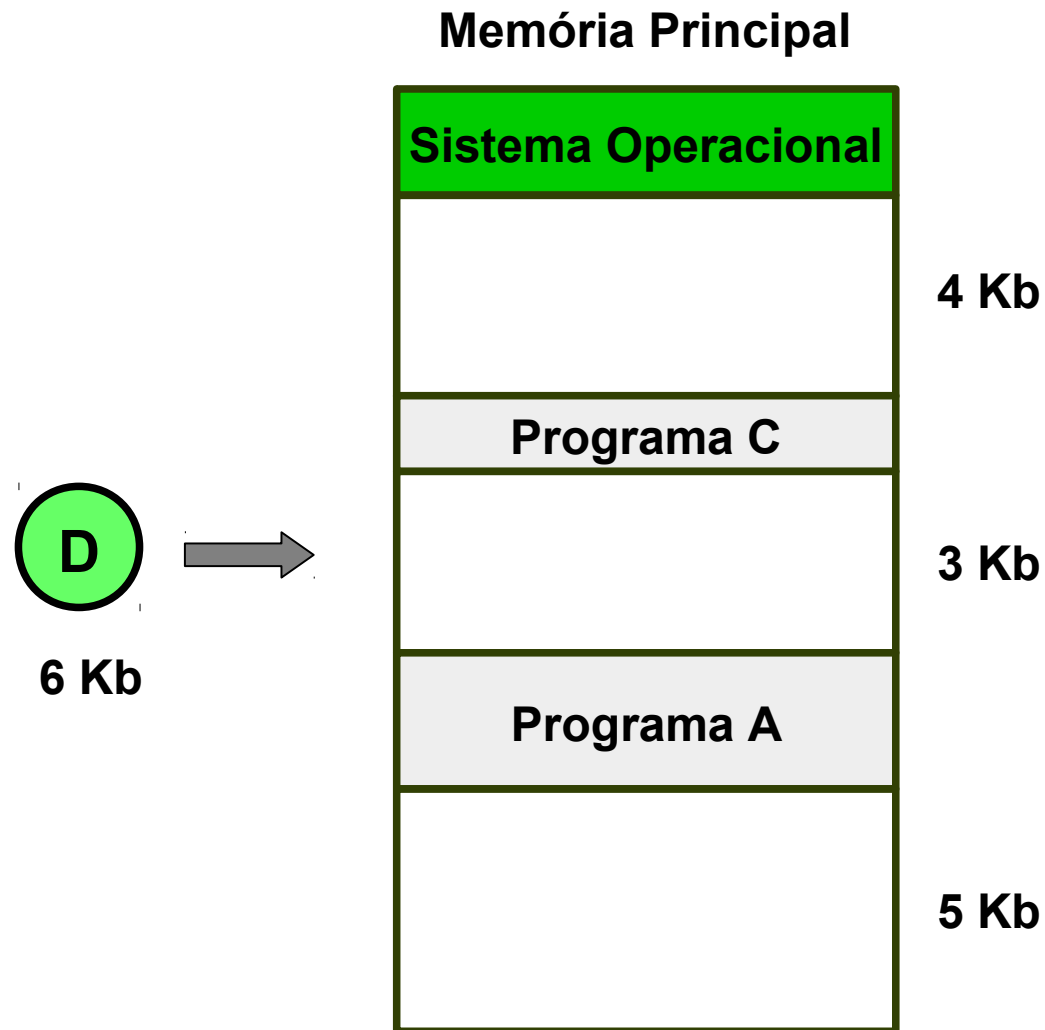 Memória Principal
Sistema Operacional
4 Kb
Programa C
D
3 Kb
6 Kb
Programa A
5 Kb